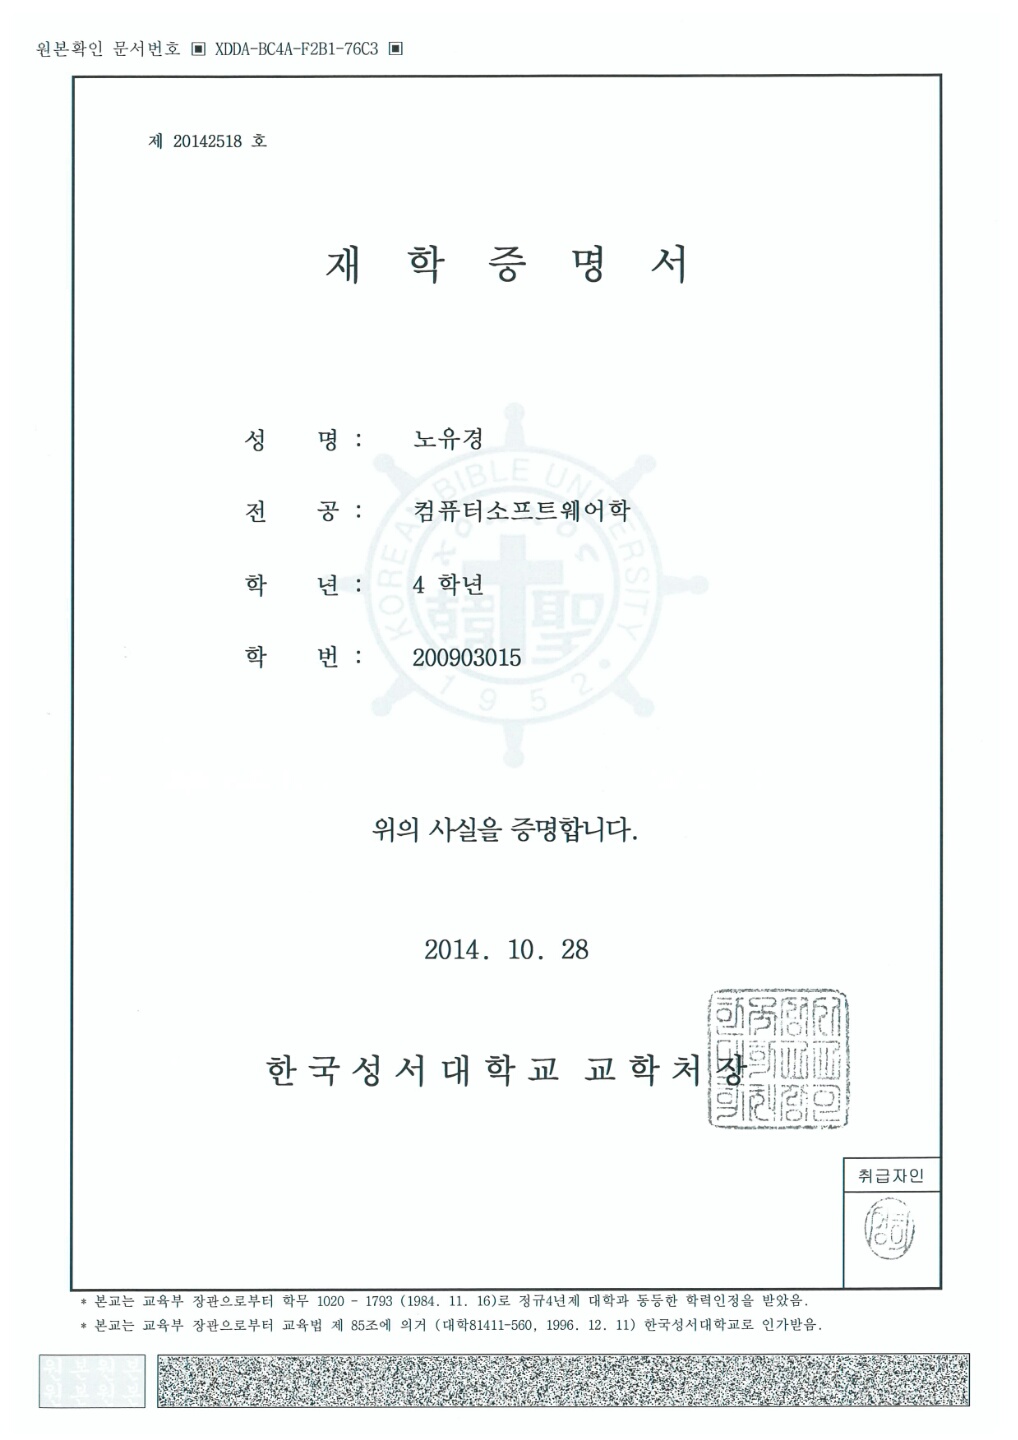 원본확인 문서번호 ▣ XDDA-BC4A-F2B1-76C3 ▣
제 20142518 호
재 학 증 명 서
성 명 : 노유경
전 공 : 컴퓨터소프트웨어학
학 년 : 4 학년
학 번 : 200903015
KOREAN BIBLE UNIVERSITY
韓 聖
1952
위의 사실을 증명합니다.
2014. 10. 28
한국성서대학교 교학처장
한국성서
대학교교
학처장인
취급자인
* 본교는 교육부 장관으로부터 학무 1020 - 1793 (1984. 11. 16)로 정규4년제 대학과 동등한 학력인정을 받았음.
* 본교는 교육부 장관으로부터 교육법 제 85조에 의거 (대학81411-560, 1996. 12. 11) 한국성서대학교로 인가받음.
원본원본
원본원본